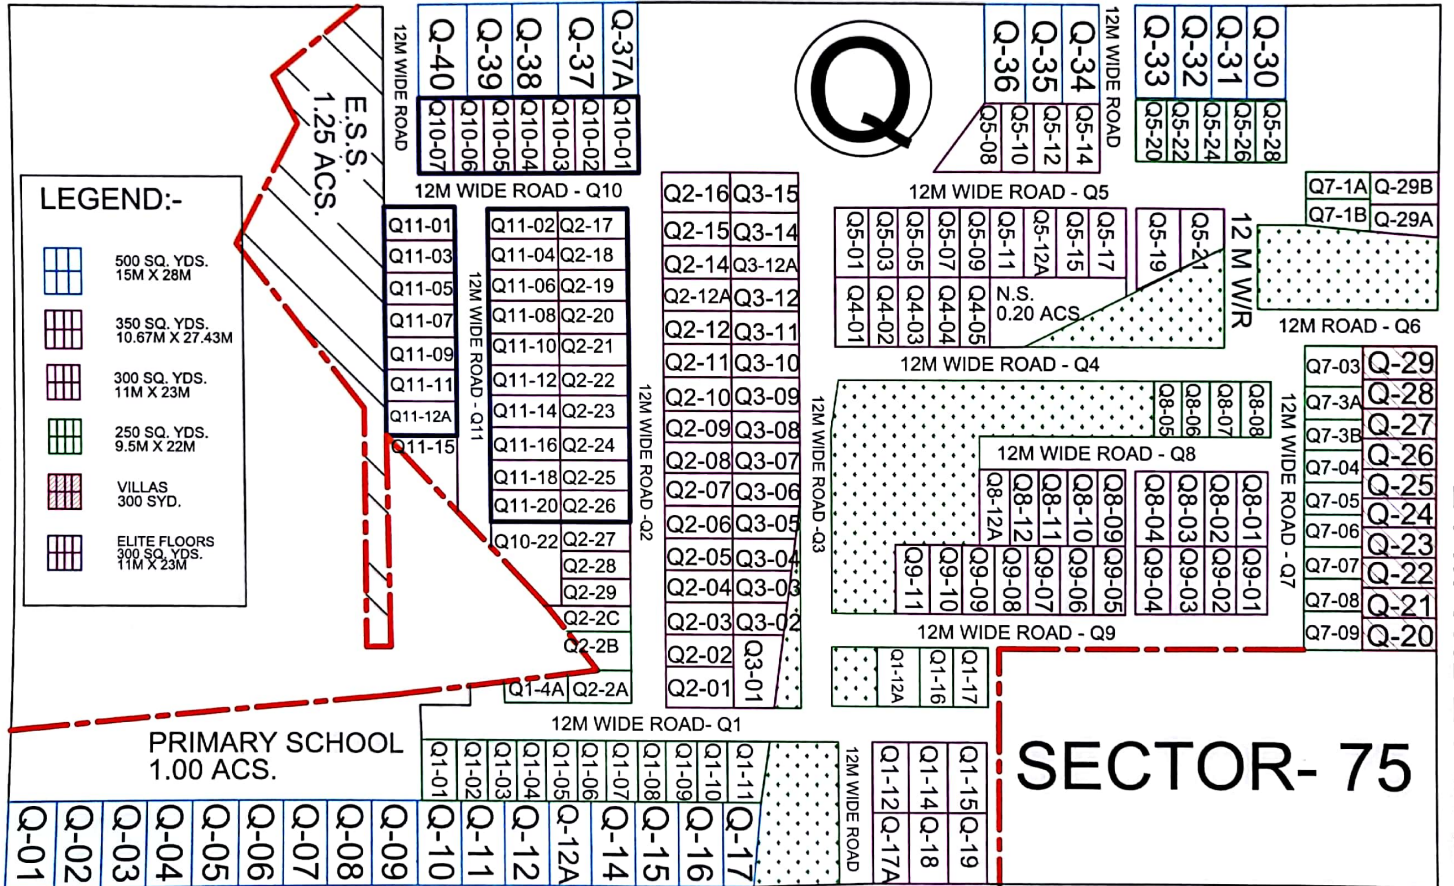 12M WIDE ROAD
Q-40
Q-39
Q-38
Q-37
Q-37A
Q10-07
Q10-06
Q10-05
Q10-04
Q10-03
Q10-02
Q10-01
12M WIDE ROAD - Q10
E.S.S.
1.25 ACS.
Q
Q-36
Q-35
Q-34
12M WIDE ROAD
Q-33
Q-32
Q-31
Q-30
Q5-08
Q5-10
Q5-12
Q5-14
Q5-20
Q5-22
Q5-24
Q5-26
Q5-28
12M WIDE ROAD - Q5
Q7-1A Q-29B
Q7-1B Q-29A
LEGEND:-
500 SQ. YDS.
15M X 28M
350 SQ. YDS.
10.67M X 27.43M
300 SQ. YDS.
11M X 23M
250 SQ. YDS.
9.5M X 22M
VILLAS
300 SYD.
ELITE FLOORS
300 SQ. YDS.
11M X 23M
Q11-01
Q11-03
Q11-05
Q11-07
Q11-09
Q11-11
Q11-12A
Q11-15
12M WIDE ROAD - Q11
Q11-02 Q2-17
Q11-04 Q2-18
Q11-06 Q2-19
Q11-08 Q2-20
Q11-10 Q2-21
Q11-12 Q2-22
Q11-14 Q2-23
Q11-16 Q2-24
Q11-18 Q2-25
Q11-20 Q2-26
Q10-22 Q2-27
Q2-28
Q2-29
Q2-2C
Q2-2B
Q1-4A Q2-2A
12M WIDE ROAD -Q2
Q2-16 Q3-15
Q2-15 Q3-14
Q2-14 Q3-12A
Q2-12A Q3-12
Q2-12 Q3-11
Q2-11 Q3-10
Q2-10 Q3-09
Q2-09 Q3-08
Q2-08 Q3-07
Q2-07 Q3-06
Q2-06 Q3-05
Q2-05 Q3-04
Q2-04 Q3-03
Q2-03 Q3-02
Q2-02
Q2-01
Q3-01
12M WIDE ROAD -Q3
Q5-01
Q5-03
Q5-05
Q5-07
Q5-09
Q5-11
Q5-12A
Q5-15
Q5-17
Q5-19
Q5-21
12 M W/R
Q4-01
Q4-02
Q4-03
Q4-04
Q4-05
N.S.
0.20 ACS
12M WIDE ROAD - Q4
12M ROAD - Q6
Q8-05
Q8-06
Q8-07
Q8-08
12M WIDE ROAD - Q7
12M WIDE ROAD - Q8
Q8-12A
Q8-12
Q8-11
Q8-10
Q8-09
Q8-04
Q8-03
Q8-02
Q8-01
Q9-11
Q9-10
Q9-09
Q9-08
Q9-07
Q9-06
Q9-05
Q9-04
Q9-03
Q9-02
Q9-01
12M WIDE ROAD - Q9
Q7-03
Q7-3A
Q7-3B
Q7-04
Q7-05
Q7-06
Q7-07
Q7-08
Q7-09
Q-29
Q-28
Q-27
Q-26
Q-25
Q-24
Q-23
Q-22
Q-21
Q-20
Q1-12A
Q1-16
Q1-17
12M WIDE ROAD- Q1
PRIMARY SCHOOL
1.00 ACS.
Q1-01
Q1-02
Q1-03
Q1-04
Q1-05
Q1-06
Q1-07
Q1-08
Q1-09
Q1-10
Q1-11
12M WIDE ROAD
Q1-12
Q1-14
Q1-15
Q-17A
Q-18
Q-19
SECTOR- 75
Q-01
Q-02
Q-03
Q-04
Q-05
Q-06
Q-07
Q-08
Q-09
Q-10
Q-11
Q-12
Q-12A
Q-14
Q-15
Q-16
Q-17